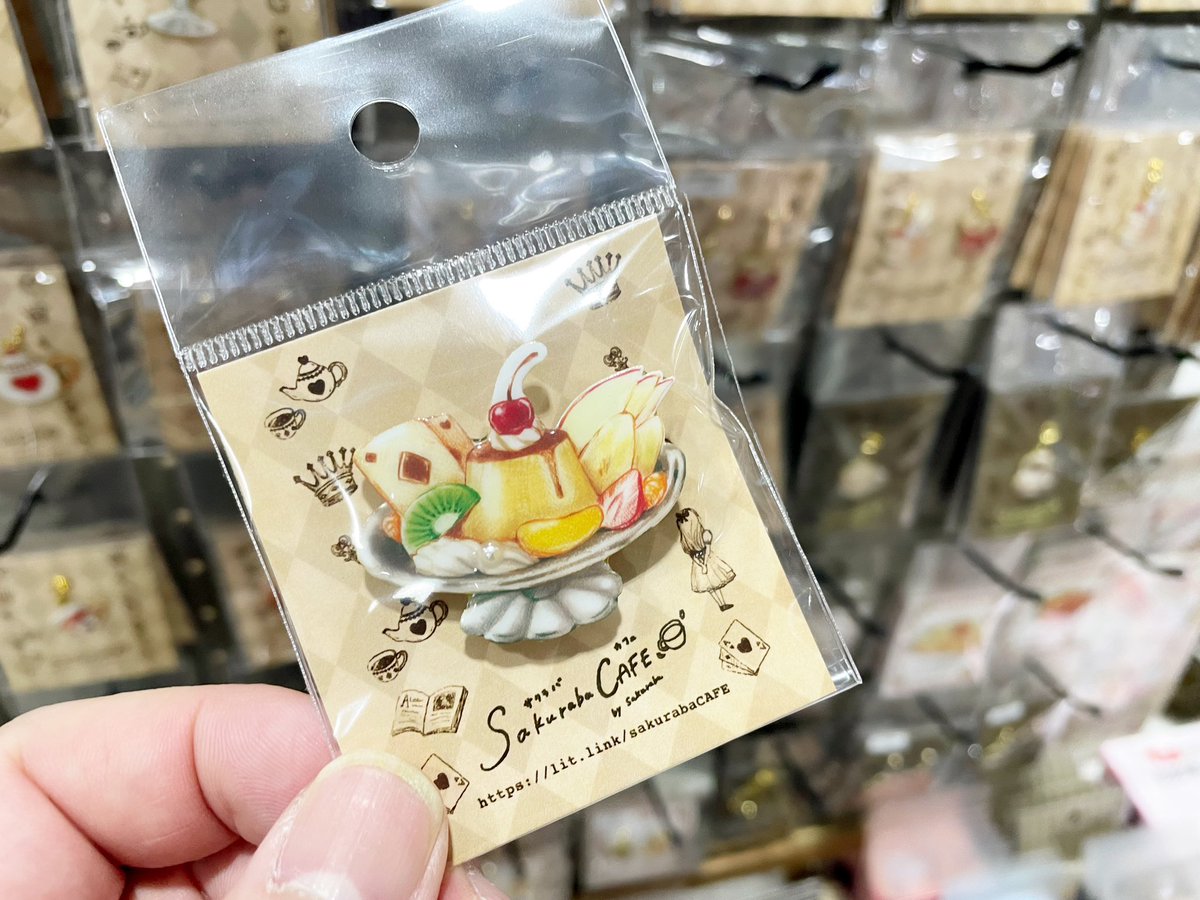 サクラバ カフェ
Sakuraba CAFE
by sakuraba
https://lit.link/sakurabaCAFE